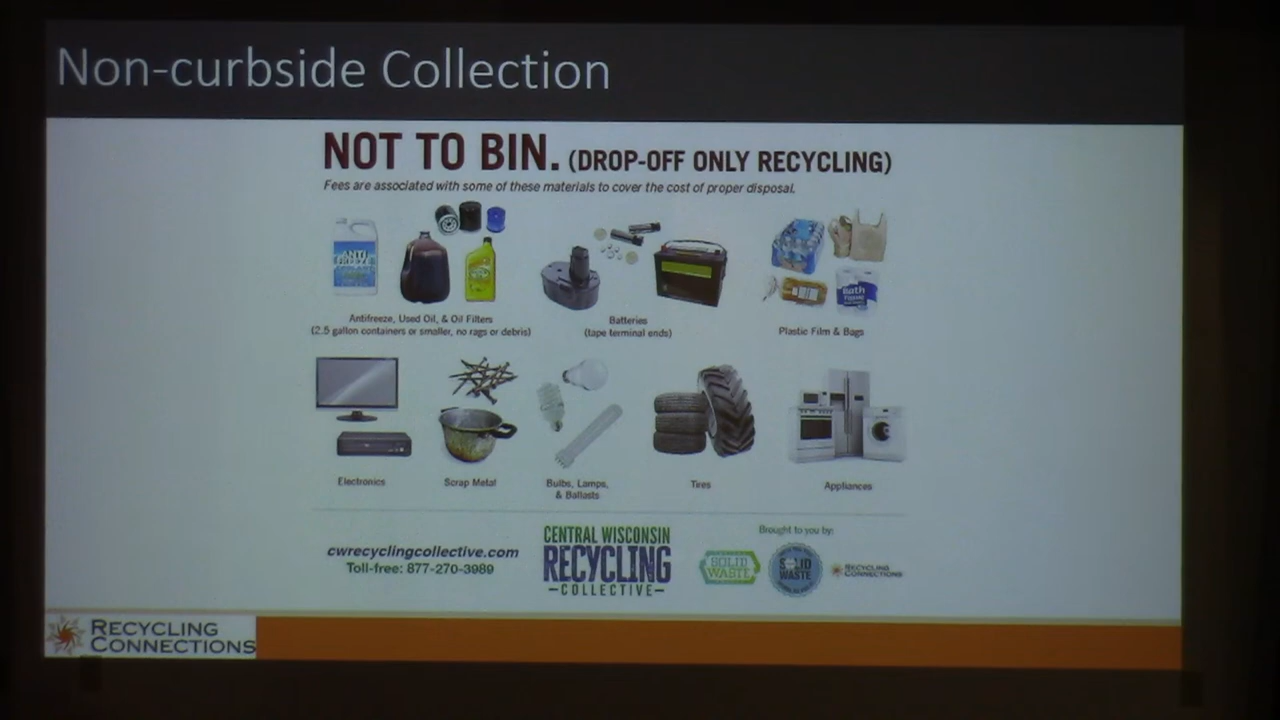 Non-curbside Collection
NOT TO BIN. (DROP-OFF ONLY RECYCLING)
Fees are associated with some of these materials to cover the cost of proper disposal.
ANTI
FREEZE
bath
TISSUE
Antifreeze, Used Oil, & Oil Filters
(2.5 gallon containers or smaller, no rags or debris)
Batteries
(tape terminal ends)
Plastic Film & Bags
Electronics
Scrap Metal
Bulbs, Lamps,
& Ballasts
Tires
Appliances
cwrecyclingcollective.com
Toll-free: 877-270-3989
CENTRAL WISCONSIN
RECYCLING
COLLECTIVE
Brought to you by:
SOLID
WASTE
SOLID
WASTE
RECYCLING
CONNECTIONS
RECYCLING
CONNECTIONS